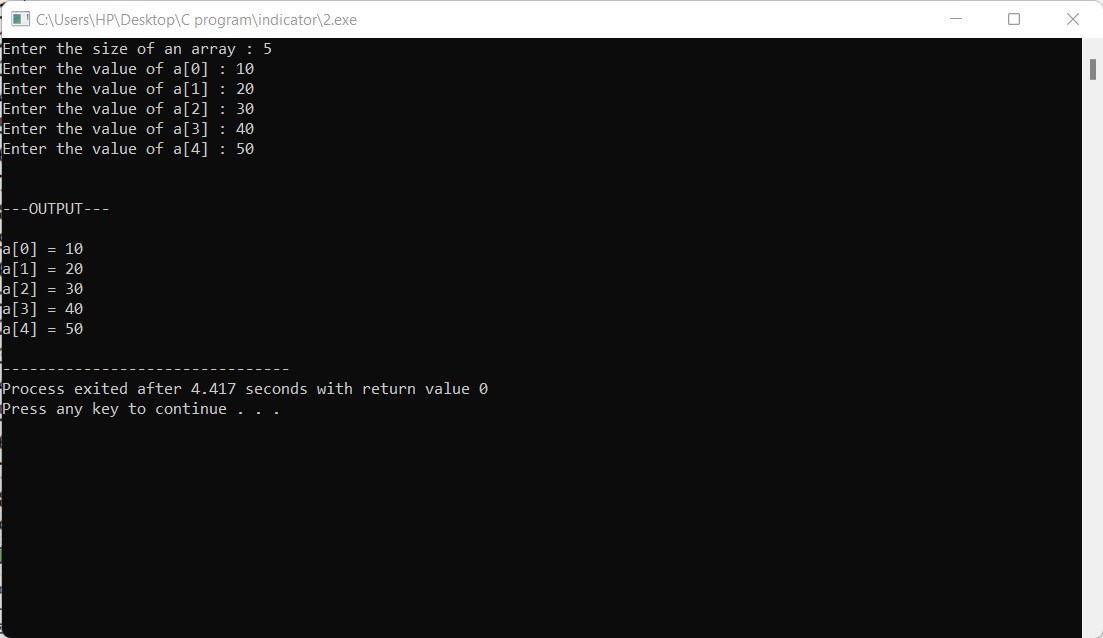 C:\Users\HP\Desktop\C program\indicator\2.exe
Enter the size of an array : 5
Enter the value of a[0] : 10
Enter the value of a[1] : 20
Enter the value of a[2] : 30
Enter the value of a[3] : 40
Enter the value of a[4] : 50
---OUTPUT---
a[0] = 10
a[1] = 20
a[2] = 30
a[3] = 40
a[4] = 50
--------------------------------
Process exited after 4.417 seconds with return value 0
Press any key to continue . . .